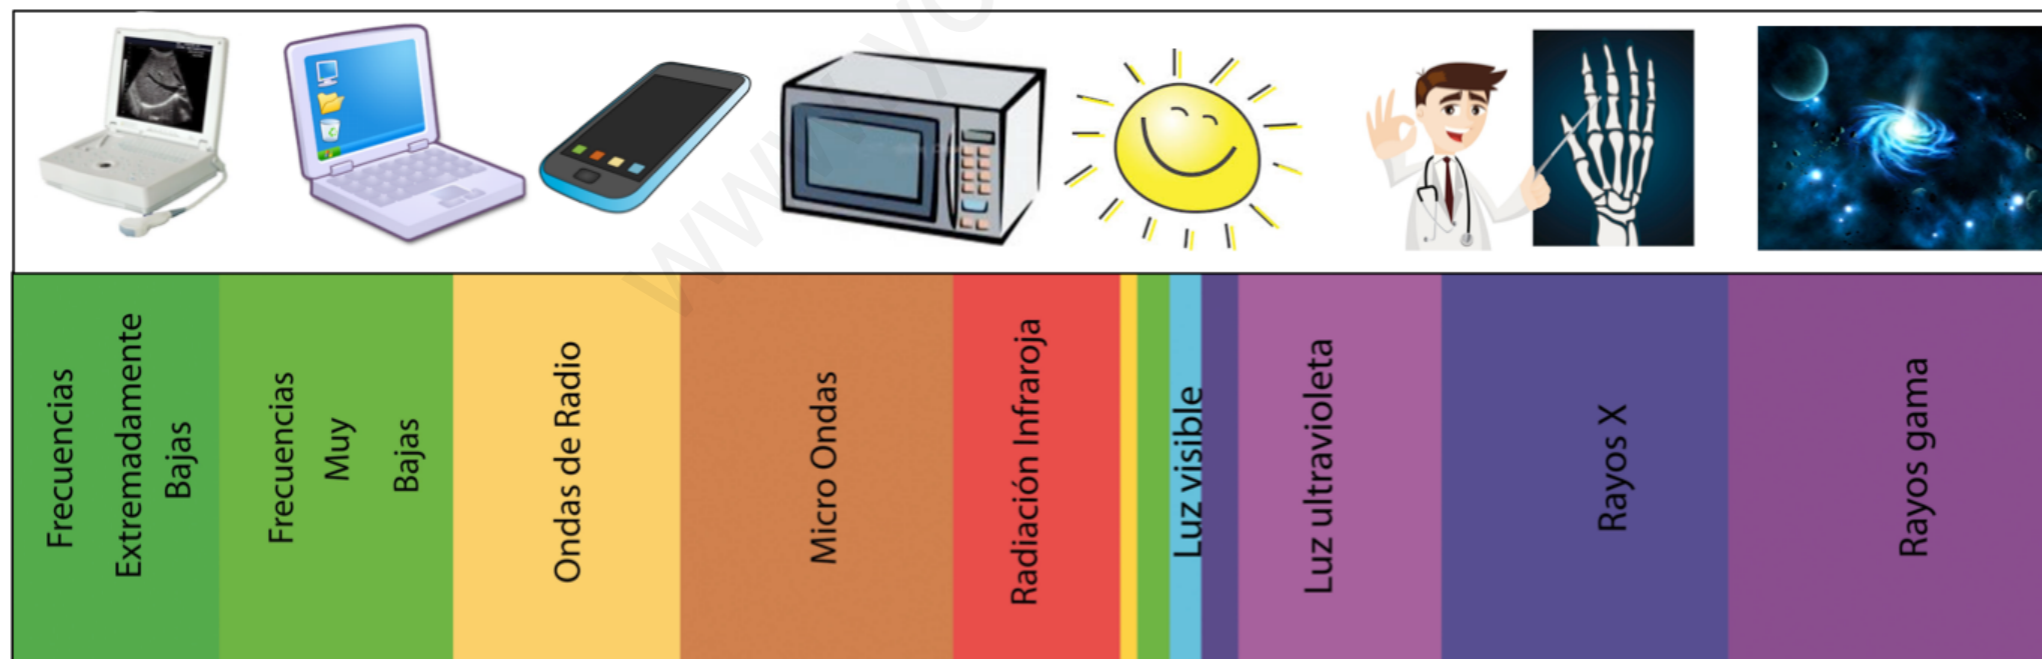 Frecuencias
Extremadamente
Bajas
Frecuencias
Muy
Bajas
Ondas de Radio
Micro Ondas
Radiación Infraroja
Luz visible
Luz ultravioleta
Rayos X
Rayos gama